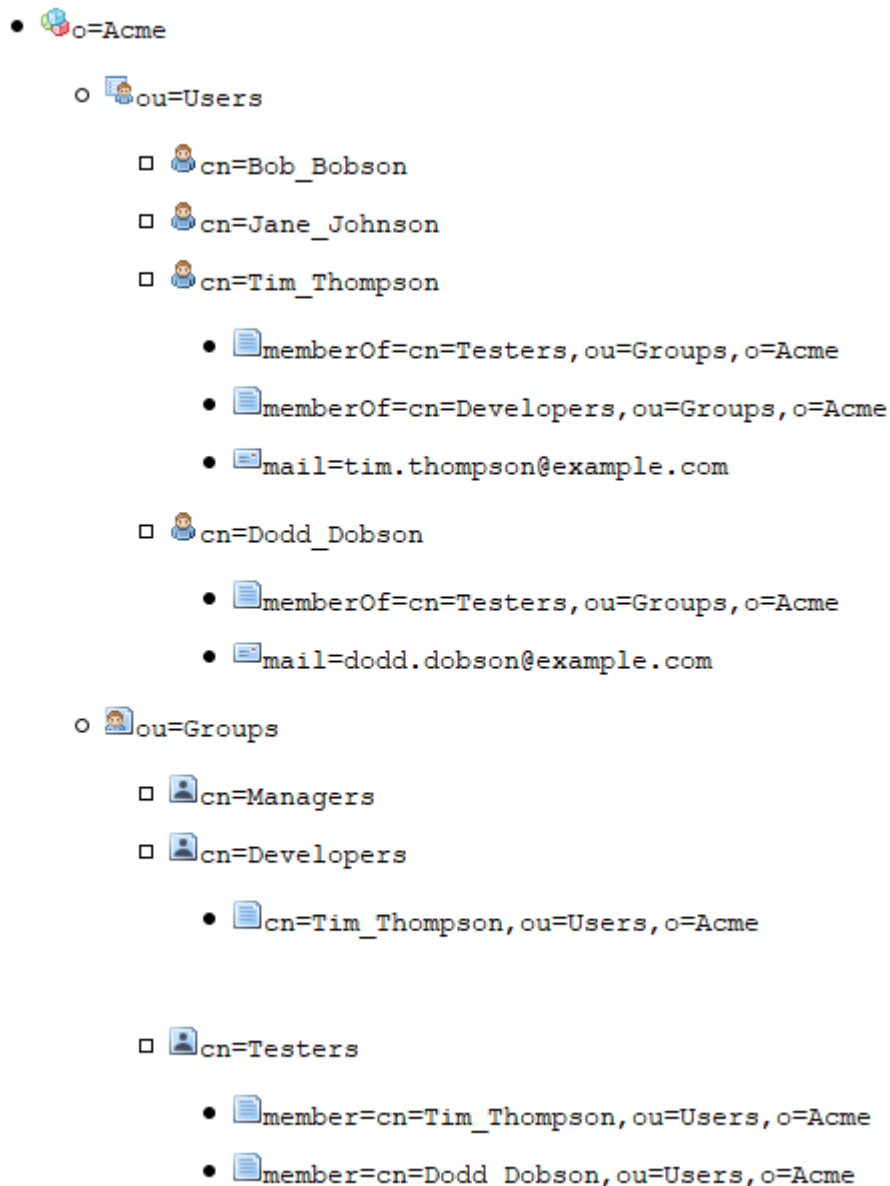 o=Acme
ou=Users
cn=Bob_Bobson
cn=Jane_Johnson
cn=Tim_Thompson
memberOf=cn=Testers,ou=Groups,o=Acme
memberOf=cn=Developers,ou=Groups,o=Acme
mail=tim.thompson@example.com
cn=Dodd_Dobson
memberOf=cn=Testers,ou=Groups,o=Acme
mail=dodd.dobson@example.com
ou=Groups
cn=Managers
cn=Developers
cn=Tim_Thompson,ou=Users,o=Acme
cn=Testers
member=cn=Tim_Thompson,ou=Users,o=Acme
member=cn=Dodd_Dobson,ou=Users,o=Acme